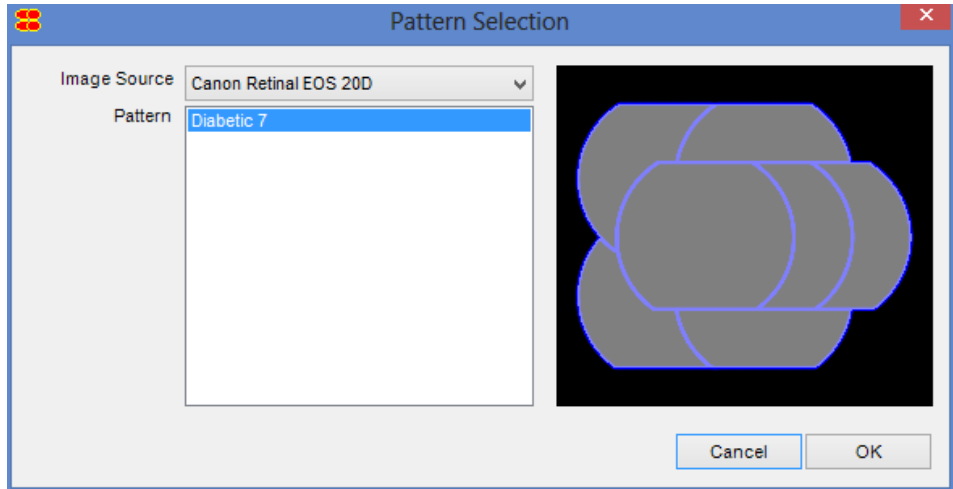 Pattern Selection
Image Source
Canon Retinal EOS 20D
Pattern
Diabetic 7
Cancel
OK